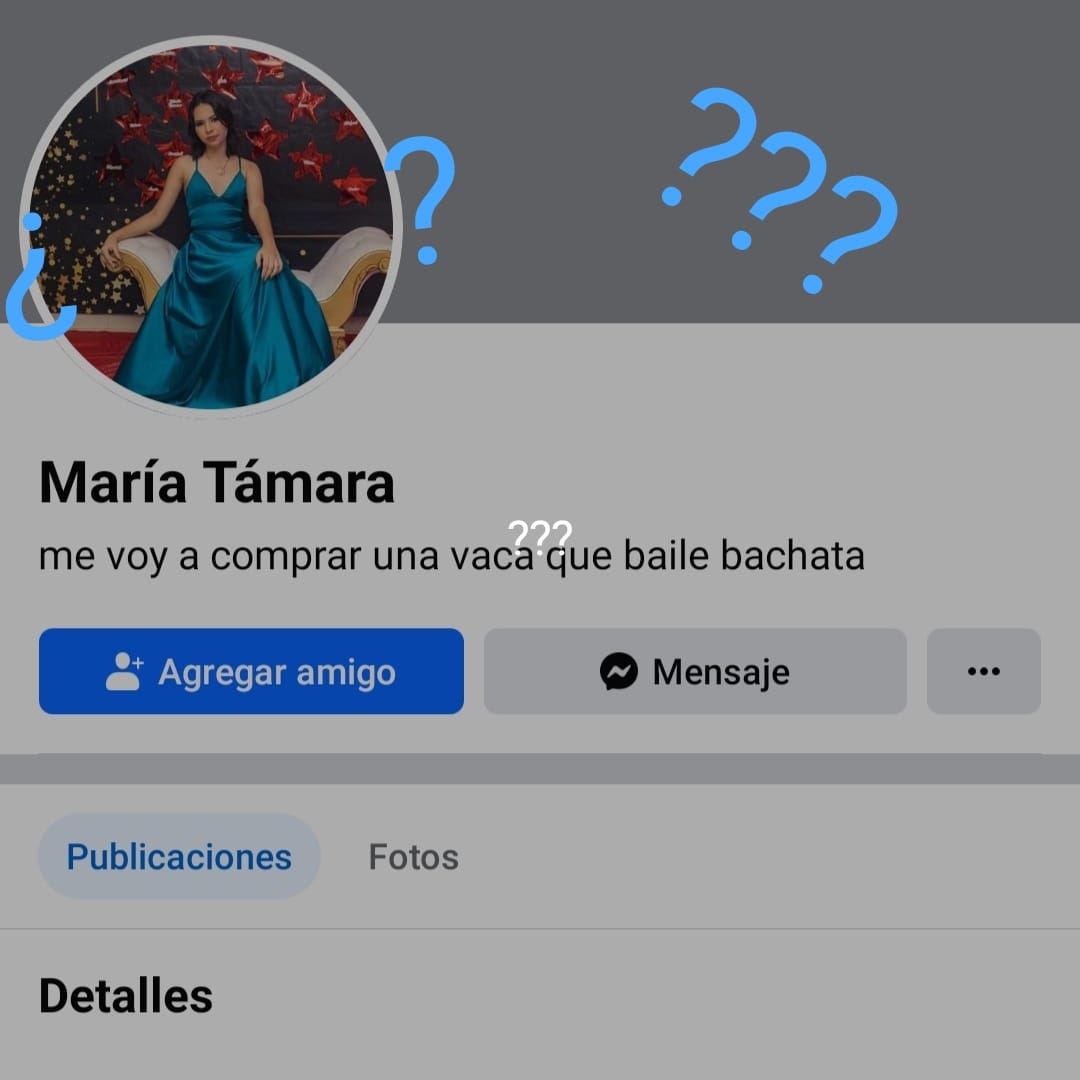 ¿ ?
???
María Támara
???
me voy a comprar una vaca que baile bachata
Agregar amigo
Mensaje
Publicaciones
Fotos
Detalles